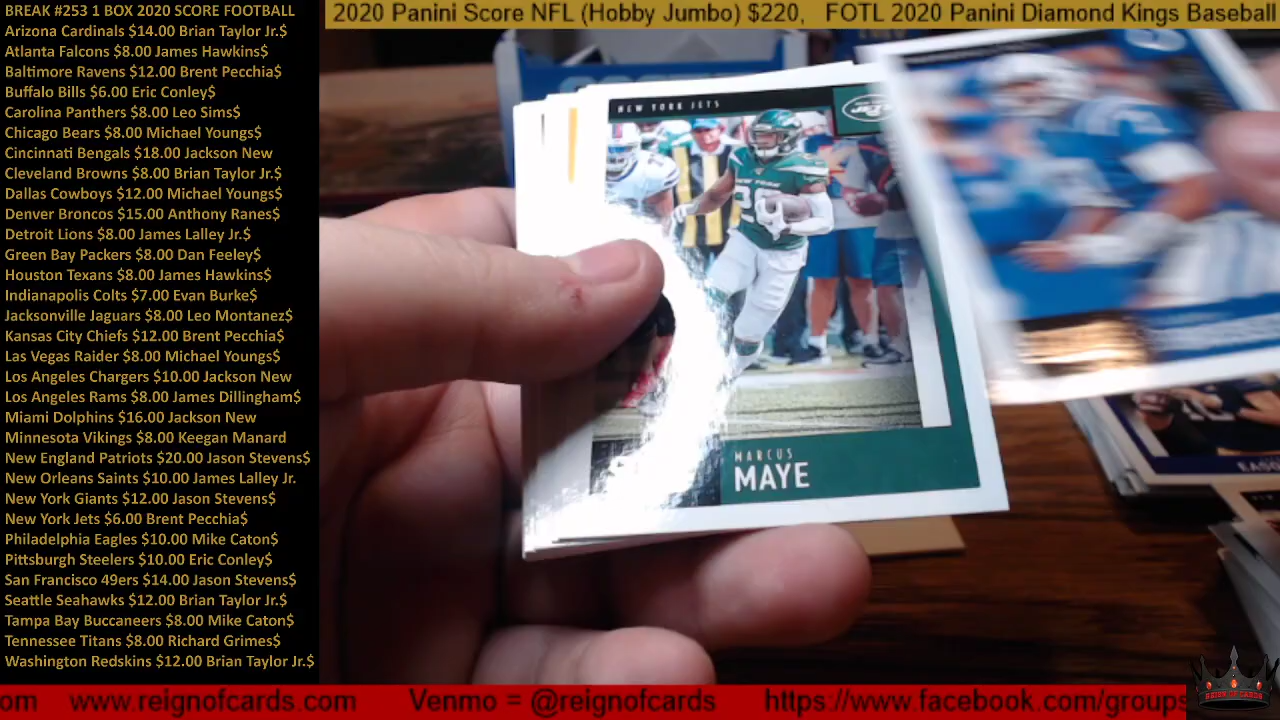 BREAK #253 1 BOX 2020 SCORE FOOTBALL
Arizona Cardinals $14.00 Brian Taylor Jr.$
Atlanta Falcons $8.00 James Hawkins$
Baltimore Ravens $12.00 Brent Pecchia$
Buffalo Bills $6.00 Eric Conley$
Carolina Panthers $8.00 Leo Sims$
Chicago Bears $8.00 Michael Youngs$
Cincinnati Bengals $18.00 Jackson New
Cleveland Browns $8.00 Brian Taylor Jr.$
Dallas Cowboys $12.00 Michael Youngs$
Denver Broncos $15.00 Anthony Ranes$
Detroit Lions $8.00 James Lalley Jr.$
Green Bay Packers $8.00 Dan Feeley$
Houston Texans $8.00 James Hawkins$
Indianapolis Colts $7.00 Evan Burke$
Jacksonville Jaguars $8.00 Leo Montanez$
Kansas City Chiefs $12.00 Brent Pecchia$
Las Vegas Raider $8.00 Michael Youngs$
Los Angeles Chargers $10.00 Jackson New
Los Angeles Rams $8.00 James Dillingham$
Miami Dolphins $16.00 Jackson New
Minnesota Vikings $8.00 Keegan Manard
New England Patriots $20.00 Jason Stevens$
New Orleans Saints $10.00 James Lalley Jr.
New York Giants $12.00 Jason Stevens$
New York Jets $6.00 Brent Pecchia$
Philadelphia Eagles $10.00 Mike Caton$
Pittsburgh Steelers $10.00 Eric Conley$
San Francisco 49ers $14.00 Jason Stevens$
Seattle Seahawks $12.00 Brian Taylor Jr.$
Tampa Bay Buccaneers $8.00 Mike Caton$
Tennessee Titans $8.00 Richard Grimes$
Washington Redskins $12.00 Brian Taylor Jr.$
2020 Panini Score NFL (Hobby Jumbo) $220, FOTL 2020 Panini Diamond Kings Baseball
NEW YORK JETS
JETS
NEW YORK
20
MARCUS
MAYE
om www.reignofcards.com Venmo = @reignofcards https://www.facebook.com/groups
REIGN OF CARDS